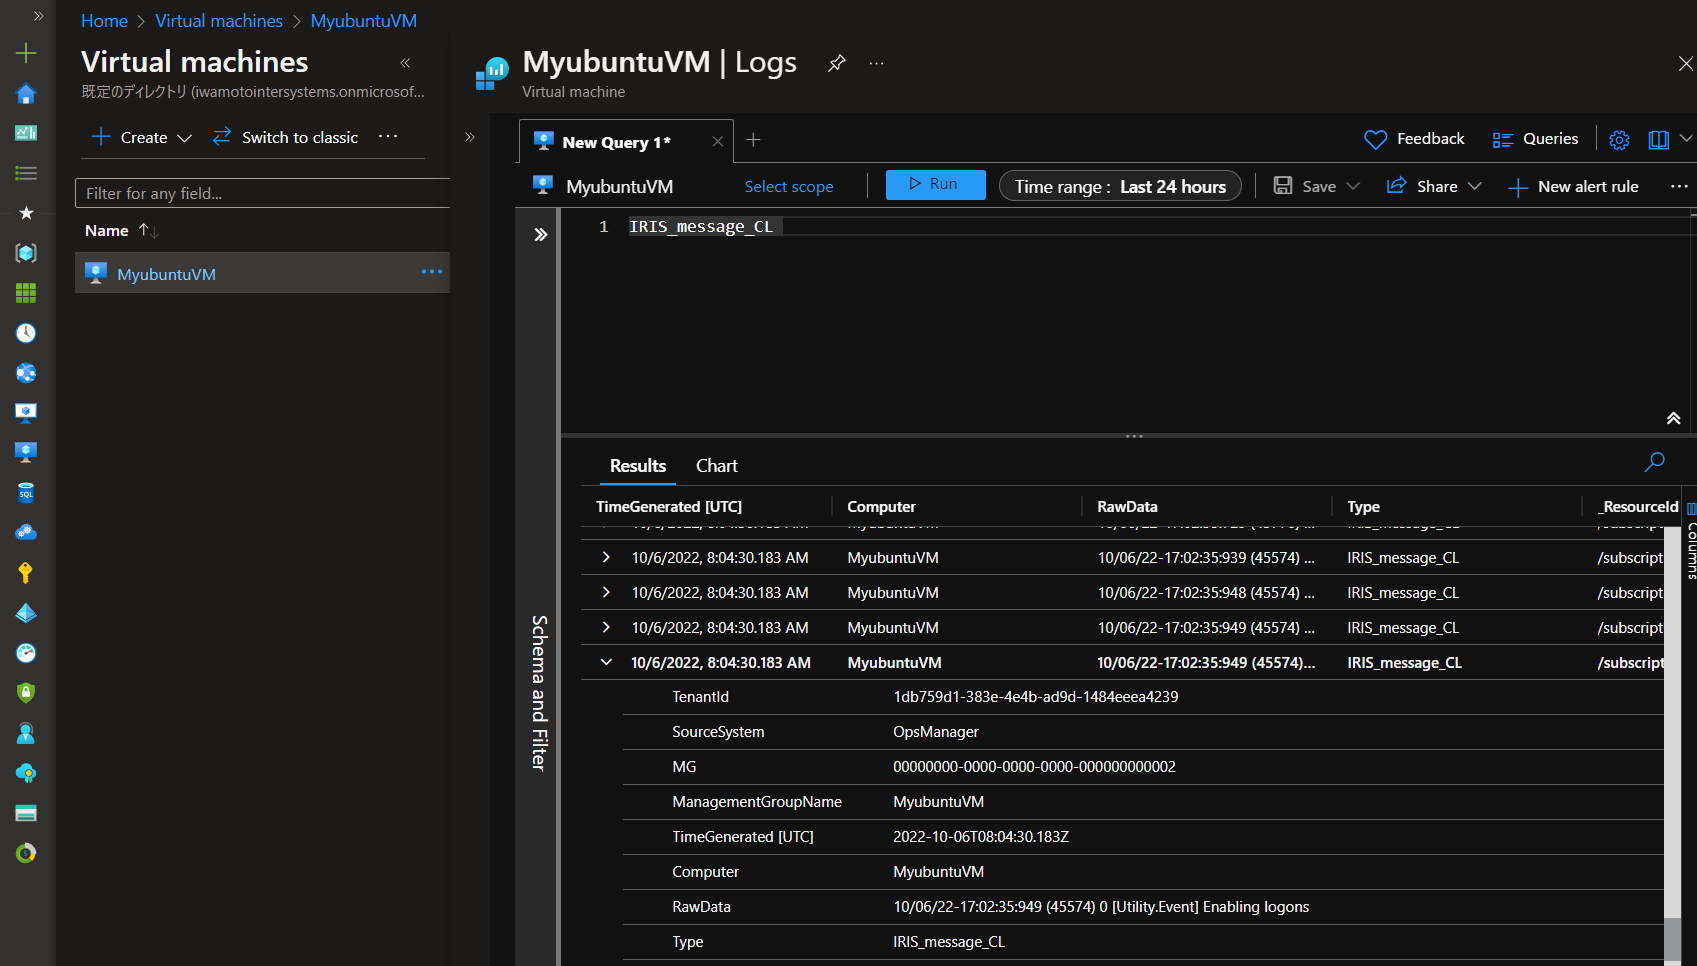 Home > Virtual machines > MyubuntuVM
Virtual machines
既定のディレクトリ (iwamotointersystems.onmicrosof...
Create
Switch to classic
Filter for any field...
Name
MyubuntuVM
MyubuntuVM | Logs
Virtual machine
New Query 1*
Feedback
Queries
MyubuntuVM
Select scope
Run
Time range : Last 24 hours
Save
Share
New alert rule
1 IRIS_message_CL
Schema and Filter
Results
Chart
Columns
TimeGenerated [UTC] Computer RawData Type _ResourceId
10/6/2022, 8:04:30.183 AM MyubuntuVM 10/06/22-17:02:35:939 (45574) ... IRIS_message_CL /subscript
10/6/2022, 8:04:30.183 AM MyubuntuVM 10/06/22-17:02:35:948 (45574) ... IRIS_message_CL /subscript
10/6/2022, 8:04:30.183 AM MyubuntuVM 10/06/22-17:02:35:949 (45574) ... IRIS_message_CL /subscript
10/6/2022, 8:04:30.183 AM MyubuntuVM 10/06/22-17:02:35:949 (45574)... IRIS_message_CL /subscript
TenantId 1db759d1-383e-4e4b-ad9d-1484eeea4239
SourceSystem OpsManager
MG 00000000-0000-0000-0000-000000000002
ManagementGroupName MyubuntuVM
TimeGenerated [UTC] 2022-10-06T08:04:30.183Z
Computer MyubuntuVM
RawData 10/06/22-17:02:35:949 (45574) 0 [Utility.Event] Enabling logons
Type IRIS_message_CL